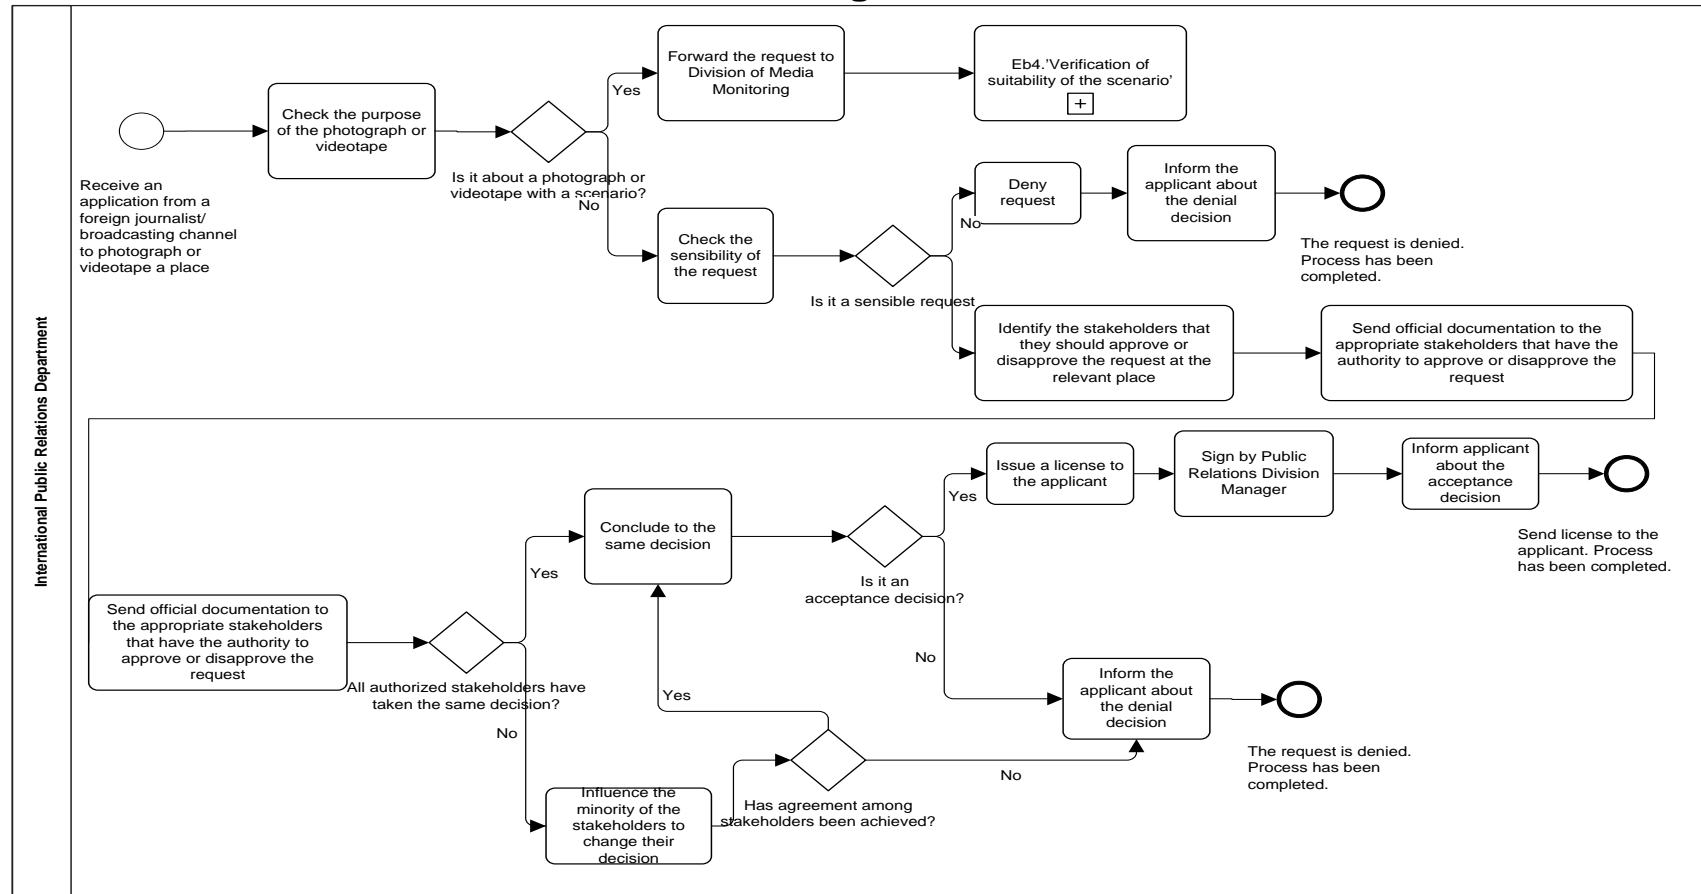 International Public Relations Department
Receive an
application from a
foreign journalist/
broadcasting channel
to photograph or
videotape a place
Check the purpose
of the photograph or
videotape
Is it about a photograph or
videotape with a scenario?
Yes
No
Forward the request to
Division of Media
Monitoring
Eb4.'Verification of
suitability of the scenario'
+
Check the
sensibility of
the request
Is it a sensible request
No
Deny
request
Inform the
applicant about
the denial
decision
The request is denied.
Process has been
completed.
Identify the stakeholders that
they should approve or
disapprove the request at the
relevant place
Send official documentation to the
appropriate stakeholders that have the
authority to approve or disapprove the
request
Send official documentation to
the appropriate stakeholders
that have the authority to
approve or disapprove the
request
All authorized stakeholders have
taken the same decision?
Yes
No
Conclude to the
same decision
Is it an
acceptance decision?
Yes
No
Issue a license to
the applicant
Sign by Public
Relations Division
Manager
Inform applicant
about the
acceptance
decision
Send license to the
applicant. Process
has been completed.
Influence the
minority of the
stakeholders to
change their
decision
Has agreement among
stakeholders been achieved?
Yes
No
Inform the
applicant about
the denial
decision
The request is denied.
Process has been
completed.